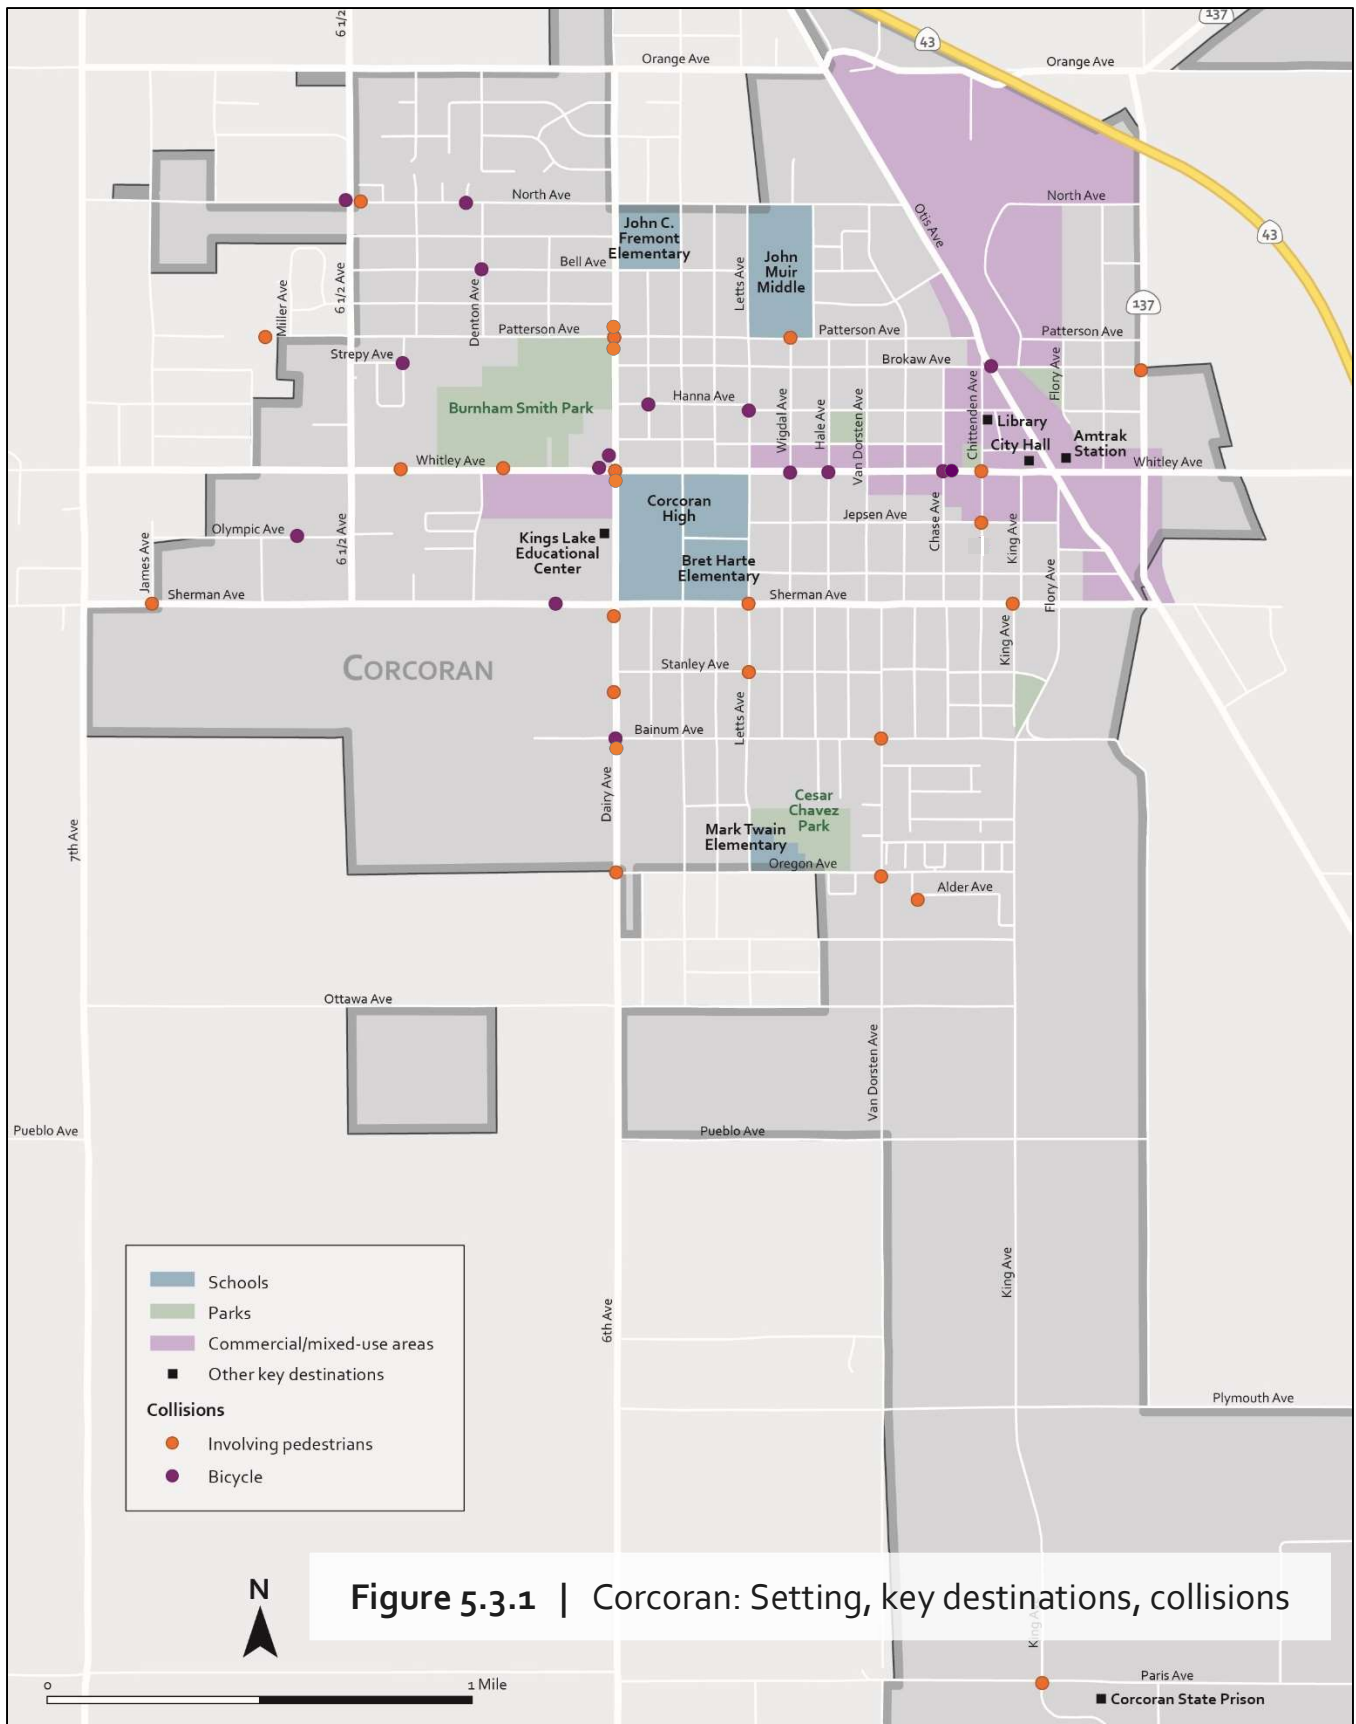 6 1/2
137
43
Orange Ave
Orange Ave
North Ave
North Ave
John C.
Fremont
Elementary
Otis Ave
43
Bell Ave
Letts Ave
John
Muir
Middle
Miller Ave
6 1/2 Ave
Denton Ave
137
Patterson Ave
Patterson Ave
Patterson Ave
Strepy Ave
Brokaw Ave
Flory Ave
Burnham Smith Park
Hanna Ave
Wigdal Ave
Hale Ave
Van Dorsten Ave
Chittenden Ave
Library
City Hall
Amtrak
Station
Whitley Ave
Whitley Ave
Corcoran
High
Jepsen Ave
Chase Ave
King Ave
Olympic Ave
6 1/2 Ave
Kings Lake
Educational
Center
James Ave
Bret Harte
Elementary
Flory Ave
Sherman Ave
Sherman Ave
King Ave
CORCORAN
Stanley Ave
Letts Ave
Bainum Ave
Dairy Ave
7th Ave
Cesar
Chavez
Park
Mark Twain
Elementary
Oregon Ave
Alder Ave
Ottawa Ave
Van Dorsten Ave
Pueblo Ave
Pueblo Ave
King Ave
6th Ave
Plymouth Ave
Schools
Parks
Commercial/mixed-use areas
Other key destinations
Collisions
Involving pedestrians
Bicycle
N
Figure 5.3.1 | Corcoran: Setting, key destinations, collisions
King Ave
0
1 Mile
Paris Ave
Corcoran State Prison